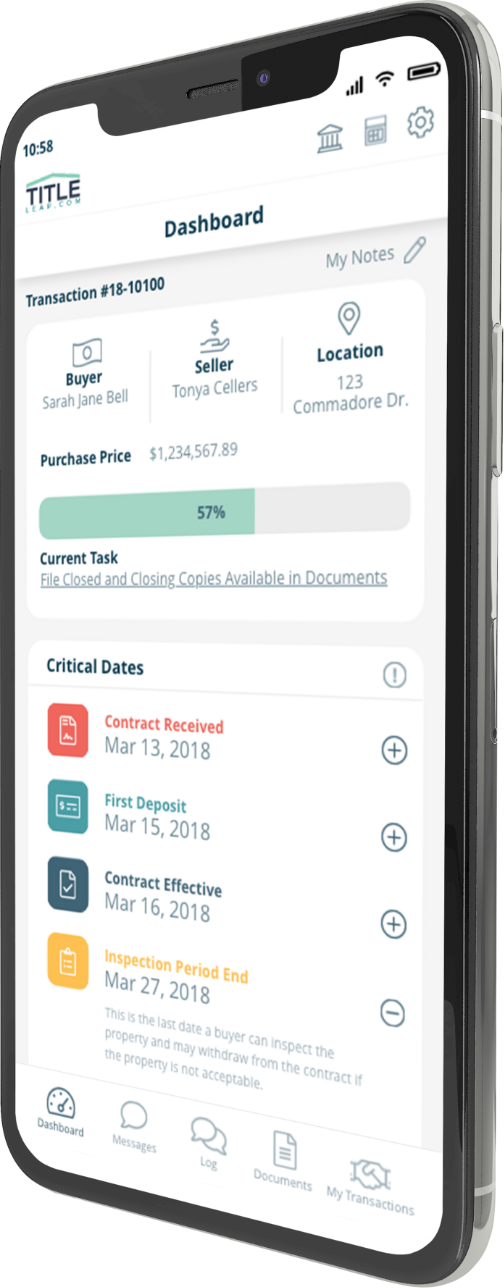 10:58
TITLE
LEAP.COM
Dashboard
My Notes
Transaction #18-10100
Buyer
Sarah Jane Bell
$
Seller
Tonya Cellers
Location
123
Commadore Dr.
Purchase Price $1,234,567.89
57%
Current Task
File Closed and Closing Copies Available in Documents
Critical Dates
Contract Received
Mar 13, 2018
$
First Deposit
Mar 15, 2018
Contract Effective
Mar 16, 2018
Inspection Period End
Mar 27, 2018
This is the last date a buyer can inspect the
property and may withdraw from the contract if
the property is not acceptable.
Dashboard
Messages
Log
Documents
My Transactions